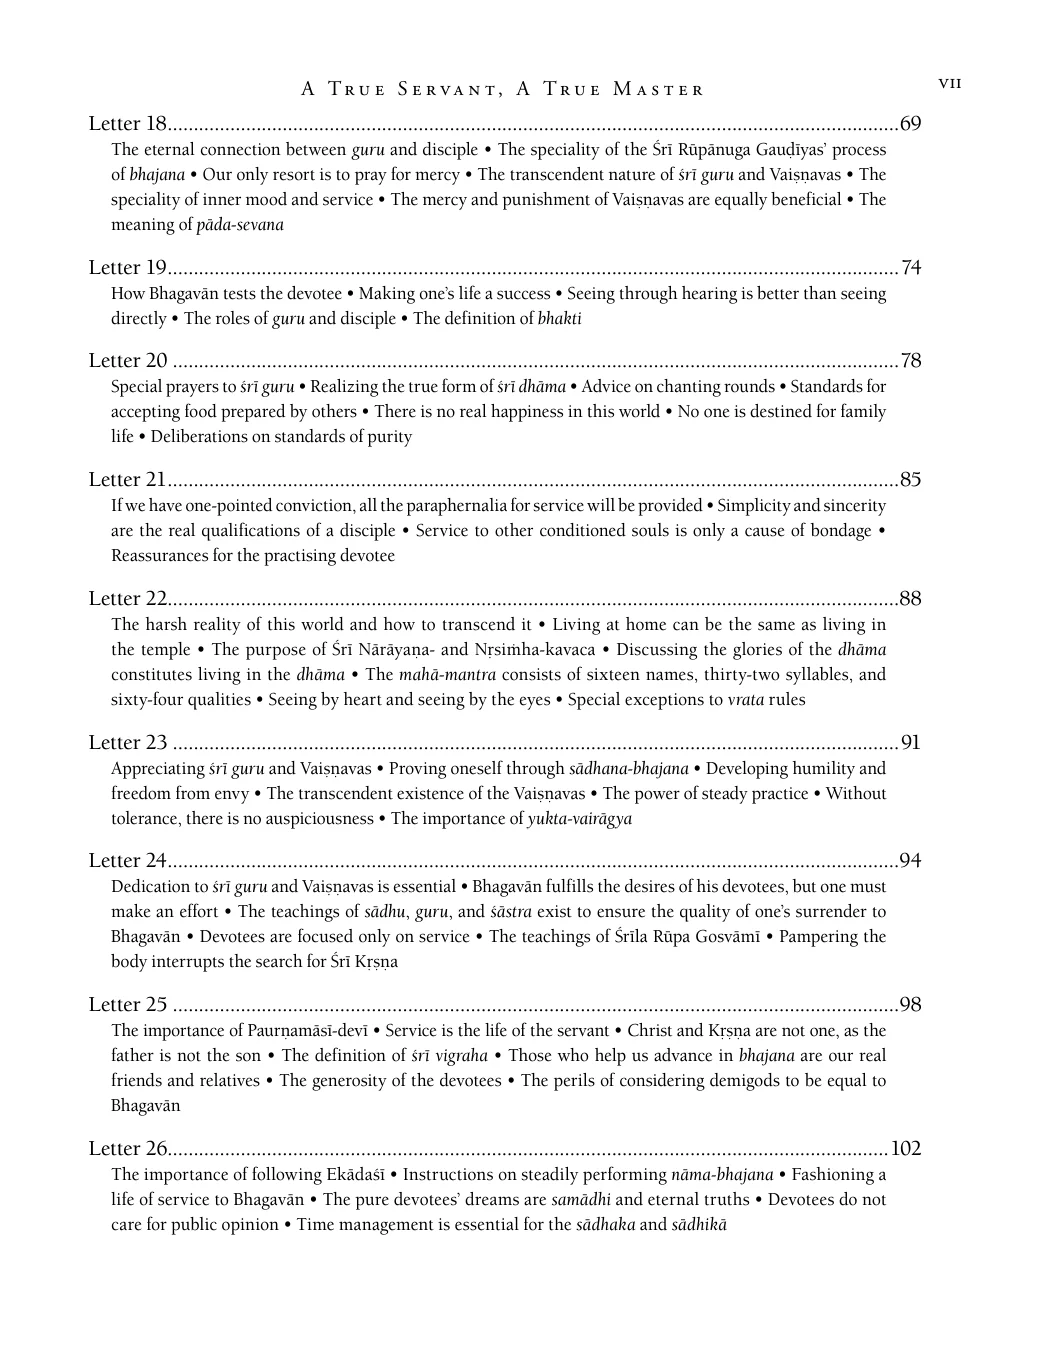 A True Servant, A True Master
VII
Letter 18..........................................................................................................................................69
The eternal connection between guru and disciple • The speciality of the Śrī Rūpānuga Gauḍīyas’ process
of bhajana • Our only resort is to pray for mercy • The transcendent nature of śrī guru and Vaiṣṇavas • The
speciality of inner mood and service • The mercy and punishment of Vaiṣṇavas are equally beneficial • The
meaning of pāda-sevana
Letter 19..........................................................................................................................................74
How Bhagavān tests the devotee • Making one’s life a success • Seeing through hearing is better than seeing
directly • The roles of guru and disciple • The definition of bhakti
Letter 20 .........................................................................................................................................78
Special prayers to śrī guru • Realizing the true form of śrī dhāma • Advice on chanting rounds • Standards for
accepting food prepared by others • There is no real happiness in this world • No one is destined for family
life • Deliberations on standards of purity
Letter 21..........................................................................................................................................85
If we have one-pointed conviction, all the paraphernalia for service will be provided • Simplicity and sincerity
are the real qualifications of a disciple • Service to other conditioned souls is only a cause of bondage •
Reassurances for the practising devotee
Letter 22..........................................................................................................................................88
The harsh reality of this world and how to transcend it • Living at home can be the same as living in
the temple • The purpose of Śrī Nārāyaṇa- and Nṛsiṁha-kavaca • Discussing the glories of the dhāma
constitutes living in the dhāma • The mahā-mantra consists of sixteen names, thirty-two syllables, and
sixty-four qualities • Seeing by heart and seeing by the eyes • Special exceptions to vrata rules
Letter 23 .........................................................................................................................................91
Appreciating śrī guru and Vaiṣṇavas • Proving oneself through sādhana-bhajana • Developing humility and
freedom from envy • The transcendent existence of the Vaiṣṇavas • The power of steady practice • Without
tolerance, there is no auspiciousness • The importance of yukta-vairāgya
Letter 24..........................................................................................................................................94
Dedication to śrī guru and Vaiṣṇavas is essential • Bhagavān fulfills the desires of his devotees, but one must
make an effort • The teachings of sādhu, guru, and śāstra exist to ensure the quality of one’s surrender to
Bhagavān • Devotees are focused only on service • The teachings of Śrīla Rūpa Gosvāmī • Pampering the
body interrupts the search for Śrī Kṛṣṇa
Letter 25 .........................................................................................................................................98
The importance of Paurṇamāsī-devī • Service is the life of the servant • Christ and Kṛṣṇa are not one, as the
father is not the son • The definition of śrī vigraha • Those who help us advance in bhajana are our real
friends and relatives • The generosity of the devotees • The perils of considering demigods to be equal to
Bhagavān
Letter 26........................................................................................................................................102
The importance of following Ekādaśī • Instructions on steadily performing nāma-bhajana • Fashioning a
life of service to Bhagavān • The pure devotees’ dreams are samādhi and eternal truths • Devotees do not
care for public opinion • Time management is essential for the sādhaka and sādhikā